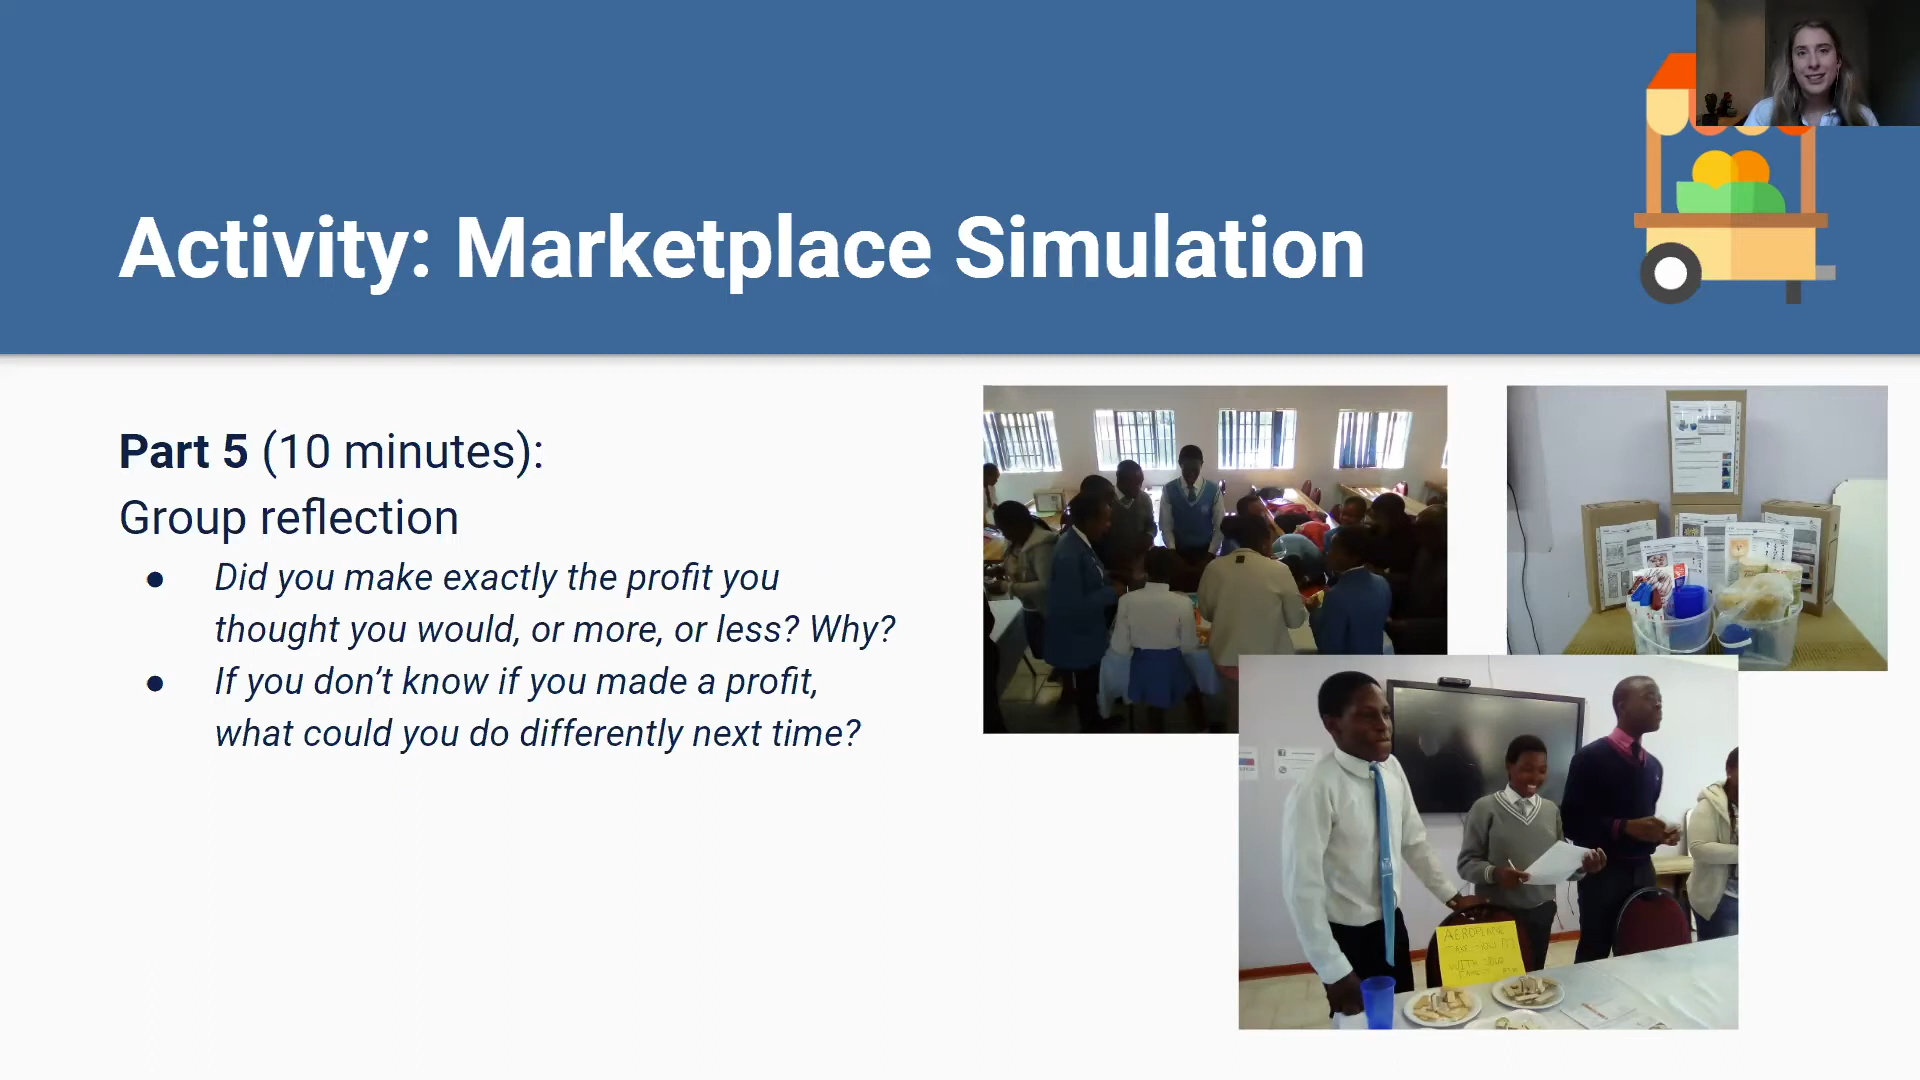 Activity: Marketplace Simulation
Part 5 (10 minutes):
Group reflection
● Did you make exactly the profit you
thought you would, or more, or less? Why?
● If you don’t know if you made a profit,
what could you do differently next time?
AEROPLANE
WITH YOUR